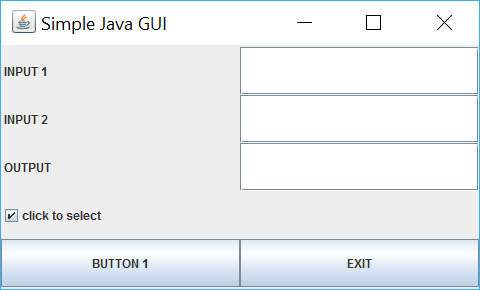 Simple Java GUI
INPUT 1
INPUT 2
OUTPUT
click to select
BUTTON 1 EXIT